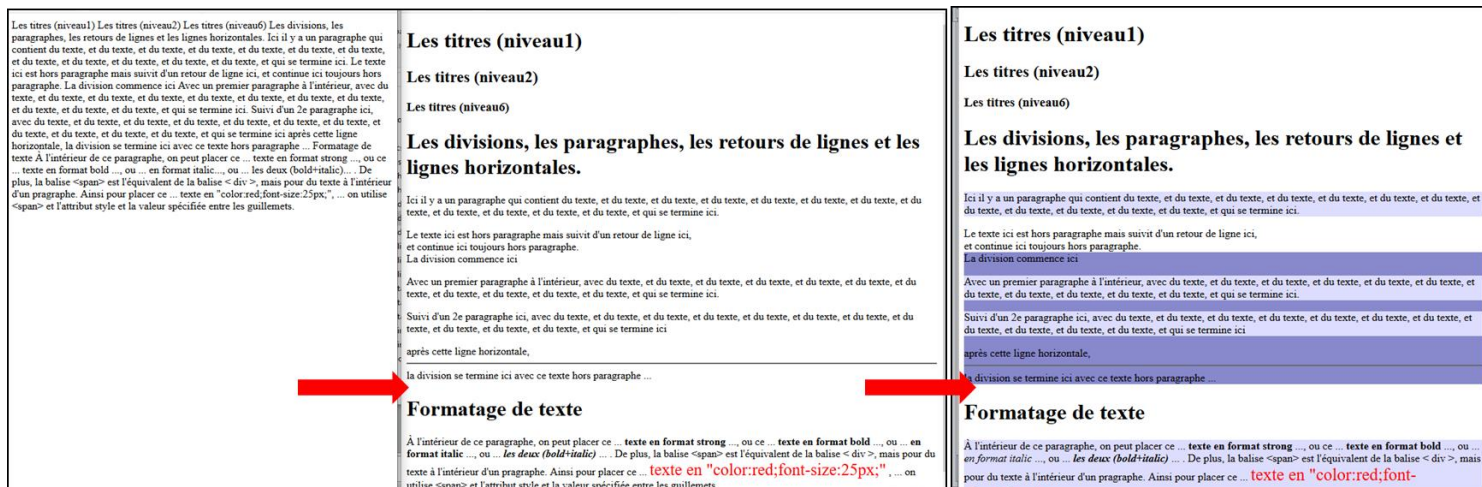 Les titres (niveau1) Les titres (niveau2) Les titres (niveau6) Les divisions, les
paragraphes, les retours de lignes et les lignes horizontales. Ici il y a un paragraphe qui
contient du texte, et du texte, et du texte, et du texte, et du texte, et du texte, et du texte,
et du texte, et du texte, et du texte, et du texte, et du texte, et qui se termine ici. Le texte
ici est hors paragraphe mais suivit d'un retour de ligne ici, et continue ici toujours hors
paragraphe. La division commence ici Avec un premier paragraphe à l'intérieur, avec du
texte, et du texte, et du texte, et du texte, et du texte, et du texte, et du texte, et du texte,
et du texte, et du texte, et du texte, et qui se termine ici. Suivi d'un 2e paragraphe ici,
avec du texte, et du texte, et du texte, et du texte, et du texte, et du texte, et du texte, et
du texte, et du texte, et du texte, et du texte, et qui se termine ici après cette ligne
horizontale, la division se termine ici avec ce texte hors paragraphe ... Formatage de
texte À l'intérieur de ce paragraphe, on peut placer ce ... texte en format strong ..., ou ce
... texte en format bold ..., ou ... en format italic..., ou ... les deux (bold+italic)... . De
plus, la balise <span> est l'équivalent de la balise < div >, mais pour du texte à l'intérieur
d'un pragraphe. Ainsi pour placer ce ... texte en "color:red;font-size:25px;", ... on utilise
<span> et l'attribut style et la valeur spécifiée entre les guillemets.
Les titres (niveau1)
Les titres (niveau2)
Les titres (niveau6)
Les divisions, les paragraphes, les retours de lignes et les
lignes horizontales.
Ici il y a un paragraphe qui contient du texte, et du texte, et du texte, et du texte, et du texte, et du texte, et du texte, et du
texte, et du texte, et du texte, et du texte, et du texte, et qui se termine ici.
Le texte ici est hors paragraphe mais suivit d'un retour de ligne ici,
et continue ici toujours hors paragraphe.
La division commence ici
Avec un premier paragraphe à l'intérieur, avec du texte, et du texte, et du texte, et du texte, et du texte, et du texte, et du
texte, et du texte, et du texte, et du texte, et du texte, et qui se termine ici.
Suivi d'un 2e paragraphe ici, avec du texte, et du texte, et du texte, et du texte, et du texte, et du texte, et du texte, et du
texte, et du texte, et du texte, et du texte, et qui se termine ici
après cette ligne horizontale,
la division se termine ici avec ce texte hors paragraphe ...
Formatage de texte
À l'intérieur de ce paragraphe, on peut placer ce ... texte en format strong ..., ou ce ... texte en format bold ..., ou ... en
format italic ..., ou ... les deux (bold+italic) ... . De plus, la balise <span> est l'équivalent de la balise < div >, mais pour du
texte à l'intérieur d'un pragraphe. Ainsi pour placer ce ... texte en "color:red;font-size:25px;" , ... on
utilise <span> et l'attribut style et la valeur spécifiée entre les guillemets.
Les titres (niveau1)
Les titres (niveau2)
Les titres (niveau6)
Les divisions, les paragraphes, les retours de lignes et
les lignes horizontales.
Ici il y a un paragraphe qui contient du texte, et du texte, et du texte, et du texte, et du texte, et du texte, et du texte, et
du texte, et du texte, et du texte, et du texte, et du texte, et qui se termine ici.
Le texte ici est hors paragraphe mais suivit d'un retour de ligne ici,
et continue ici toujours hors paragraphe.
La division commence ici
Avec un premier paragraphe à l'intérieur, avec du texte, et du texte, et du texte, et du texte, et du texte, et du texte, et
du texte, et du texte, et du texte, et du texte, et du texte, et qui se termine ici.
Suivi d'un 2e paragraphe ici, avec du texte, et du texte, et du texte, et du texte, et du texte, et du texte, et du texte, et
du texte, et du texte, et du texte, et du texte, et qui se termine ici
après cette ligne horizontale,
la division se termine ici avec ce texte hors paragraphe ...
Formatage de texte
À l'intérieur de ce paragraphe, on peut placer ce ... texte en format strong ..., ou ce ... texte en format bold ..., ou ...
en format italic ..., ou ... les deux (bold+italic) ... . De plus, la balise <span> est l'équivalent de la balise < div >, mais
pour du texte à l'intérieur d'un pragraphe. Ainsi pour placer ce ... texte en "color:red;font-